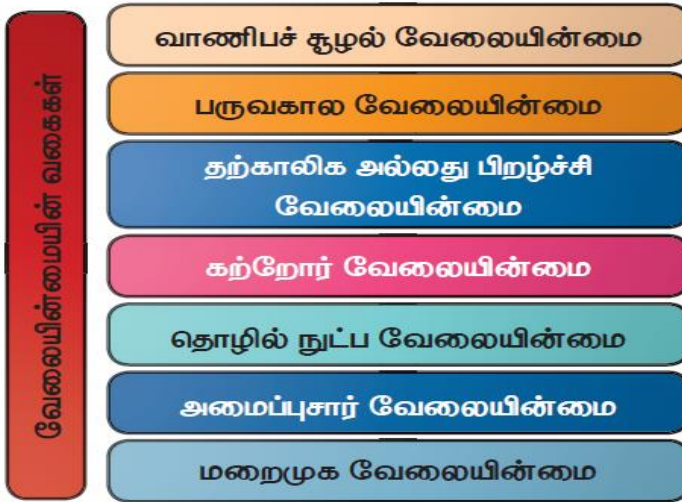 வேலையின்மையின் வகைகள்
வாணிபச் சூழல் வேலையின்மை
பருவகால வேலையின்மை
தற்காலிக அல்லது பிறழ்ச்சி
வேலையின்மை
கற்றோர் வேலையின்மை
தொழில் நுட்ப வேலையின்மை
அமைப்புசார் வேலையின்மை
மறைமுக வேலையின்மை